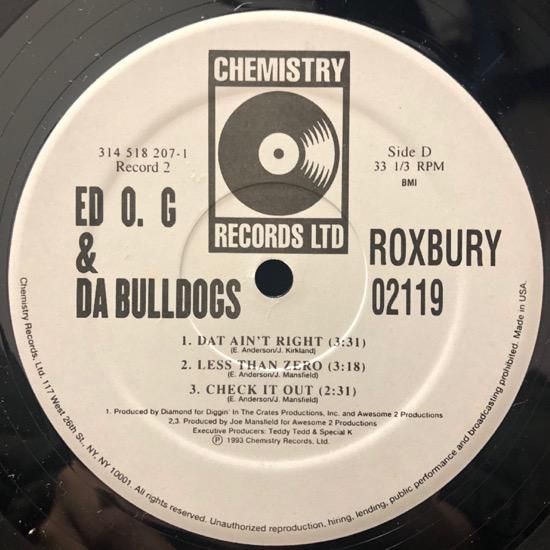 CHEMISTRY
RECORDS LTD
314 518 207-1
Record 2
Side D
33 1/3 RPM
BMI
ED O. G
&
DA BULLDOGS
ROXBURY
02119
1. DAT AIN'T RIGHT (3:31)
(E. Anderson/J. Kirkland)
2. LESS THAN ZERO (3:18)
(E. Anderson/J. Mansfield)
3. CHECK IT OUT (2:31)
(E. Anderson/J. Mansfield)
1. Produced by Diamond for Diggin' In The Crates Productions, Inc. and Awesome 2 Productions
2,3. Produced by Joe Mansfield for Awesome 2 Productions
Executive Producers: Teddy Tedd & Special K
Ⓟ 1993 Chemistry Records, Ltd.
Chemistry Records, Ltd. 117 West 26th St., NY, NY 10001. All rights reserved. Unauthorized reproduction, hiring, lending, public performance and broadcasting prohibited. Made in USA.